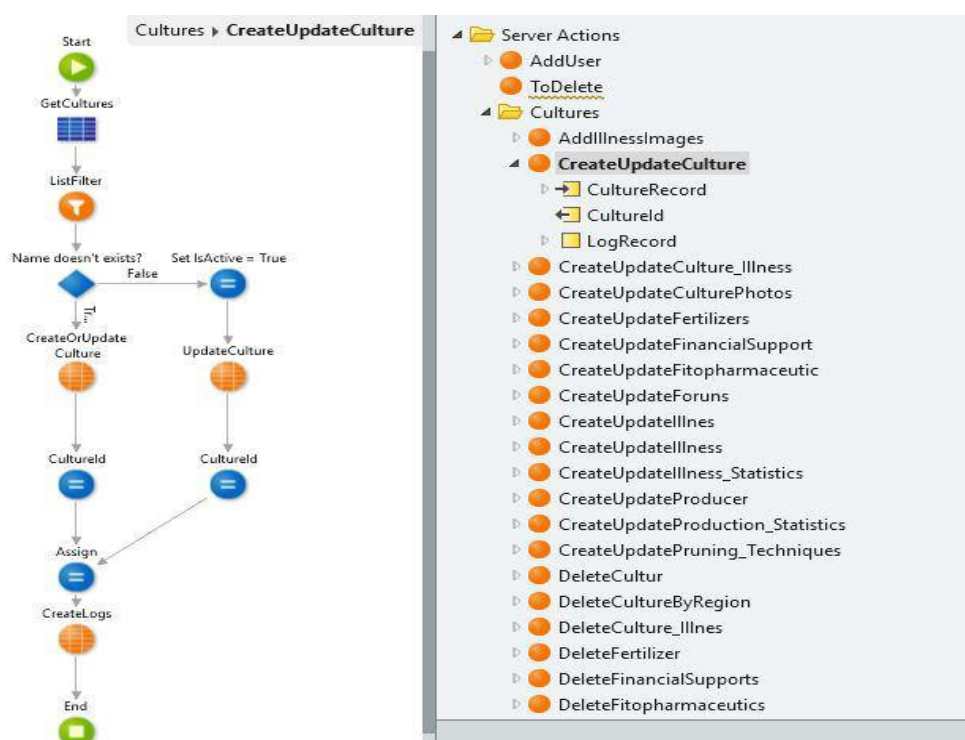 Cultures ▸ CreateUpdateCulture
Start
GetCultures
ListFilter
Name doesn't exists?
False
Set IsActive = True
Tr...
CreateOrUpdate
Culture
UpdateCulture
CultureId
CultureId
Assign
CreateLogs
End
Server Actions
AddUser
ToDelete
Cultures
AddIllnessImages
CreateUpdateCulture
CultureRecord
CultureId
LogRecord
CreateUpdateCulture_Illness
CreateUpdateCulturePhotos
CreateUpdateFertilizers
CreateUpdateFinancialSupport
CreateUpdateFitopharmaceutic
CreateUpdateForuns
CreateUpdateIllnes
CreateUpdateIllness
CreateUpdateIllness_Statistics
CreateUpdateProducer
CreateUpdateProduction_Statistics
CreateUpdatePruning_Techniques
DeleteCultur
DeleteCultureByRegion
DeleteCulture_Illnes
DeleteFertilizer
DeleteFinancialSupports
DeleteFitopharmaceutics